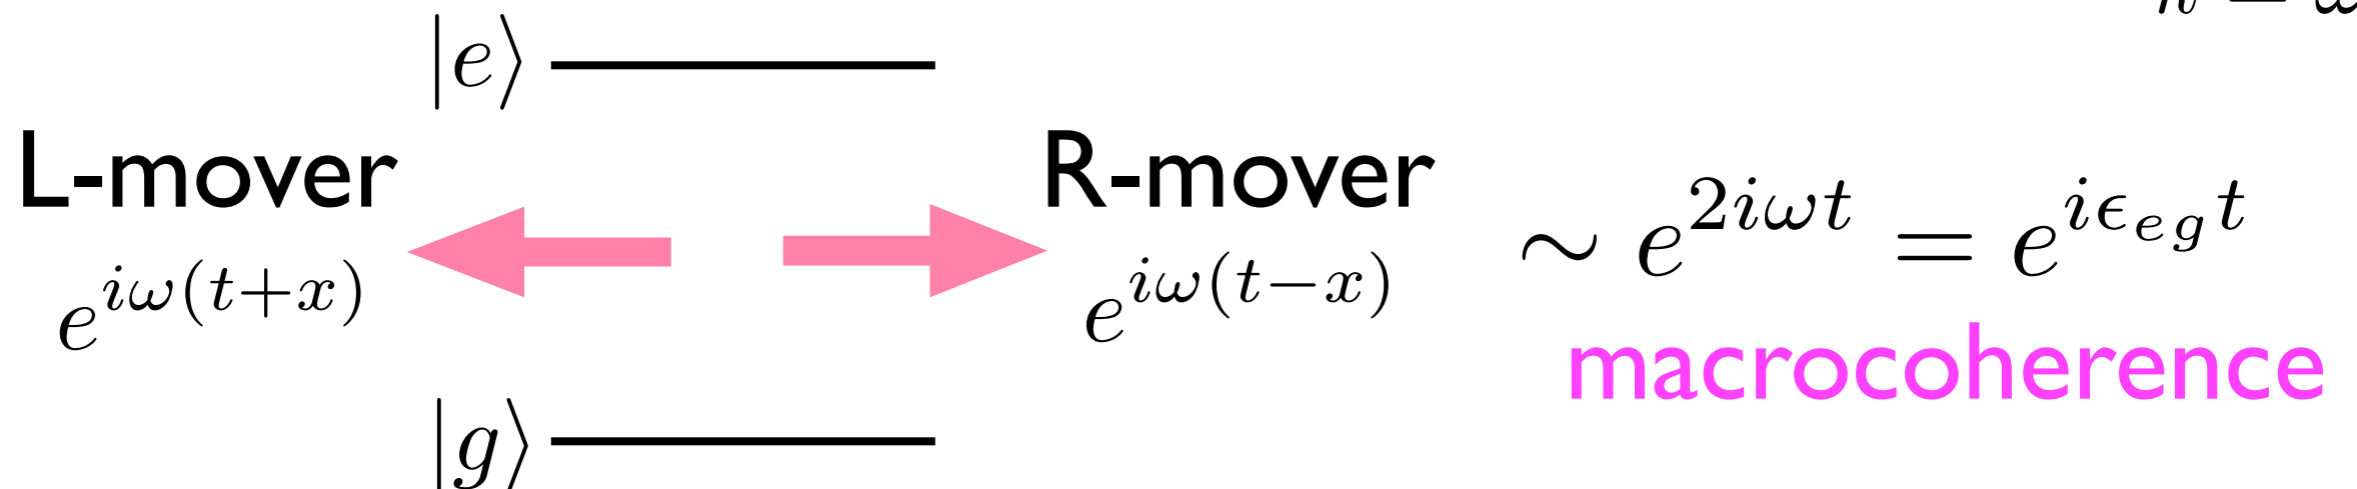 |e⟩
L-mover
e^{iω(t+x)}
R-mover
e^{iω(t−x)}
∼ e^{2iωt} = e^{iϵ_{eg}t}
macrocoherence
|g⟩